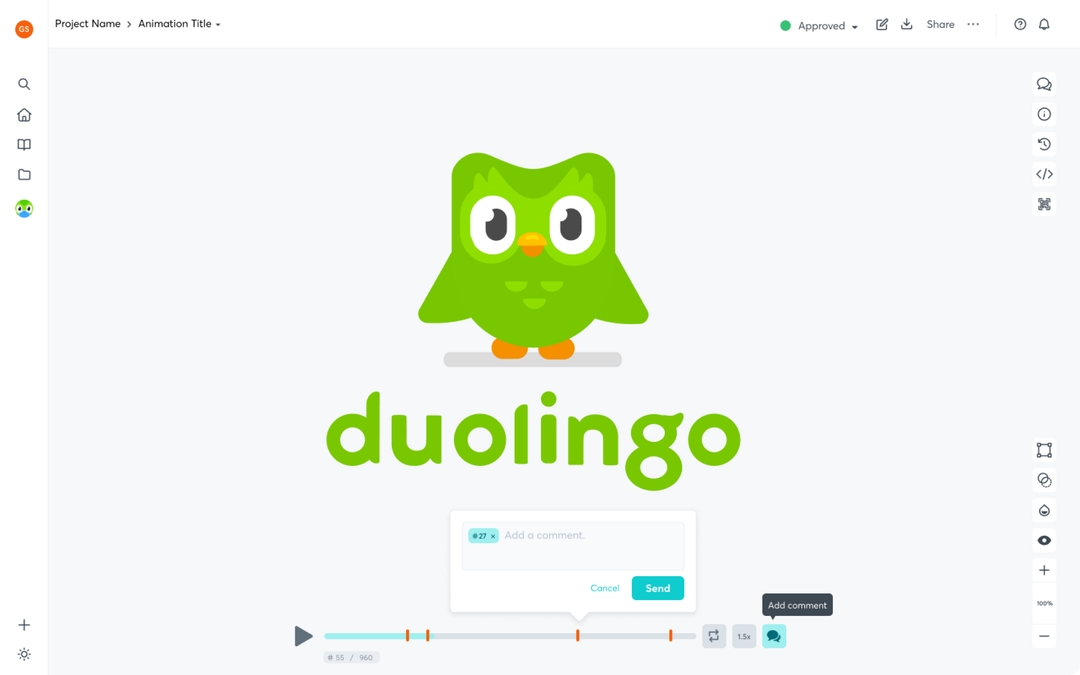 GS
Project Name > Animation Title
Approved
Share
</>
duolingo
#27 × Add a comment.
Cancel
Send
Add comment
100%
1.5x
# 55 / 960